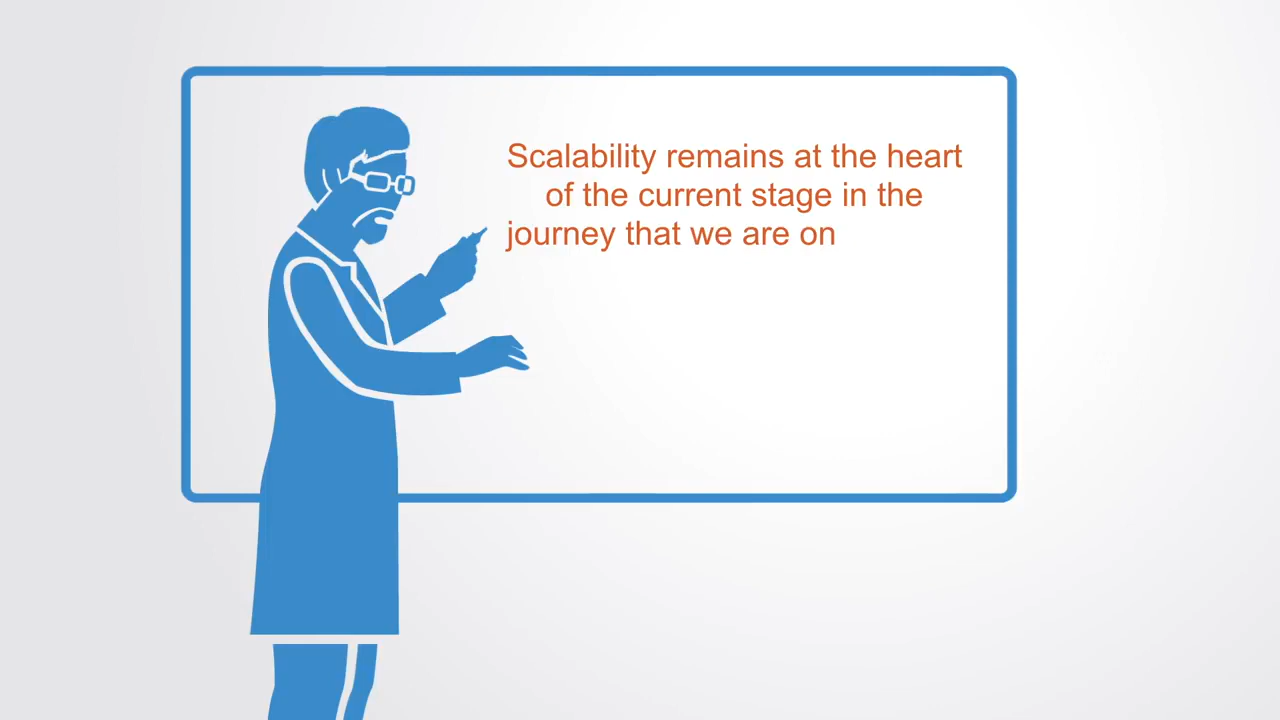 Scalability remains at the heart
of the current stage in the
journey that we are on